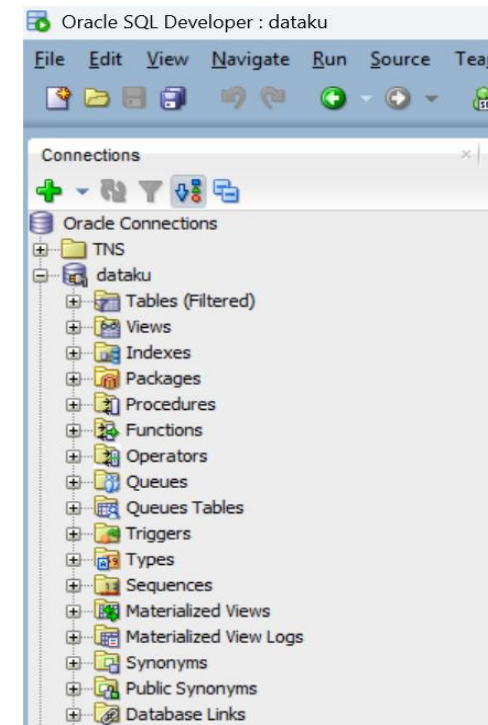 Oracle SQL Developer : dataku
File Edit View Navigate Run Source
Connections
Oracle Connections
TNS
dataku
Tables (Filtered)
Views
Indexes
Packages
Procedures
Functions
Operators
Queues
Queues Tables
Triggers
Types
Sequences
Materialized Views
Materialized View Logs
Synonyms
Public Synonyms
Database Links